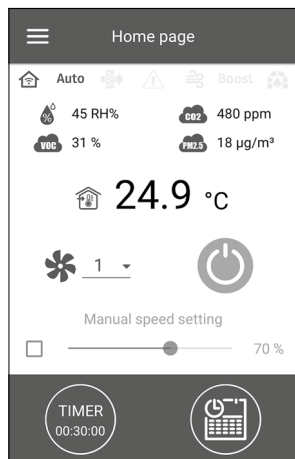 Home page
Auto Boost
45 RH% CO2 480 ppm
VOC 31 % PM2.5 18 µg/m³
24.9 °C
1
Manual speed setting
70 %
TIMER
00:30:00